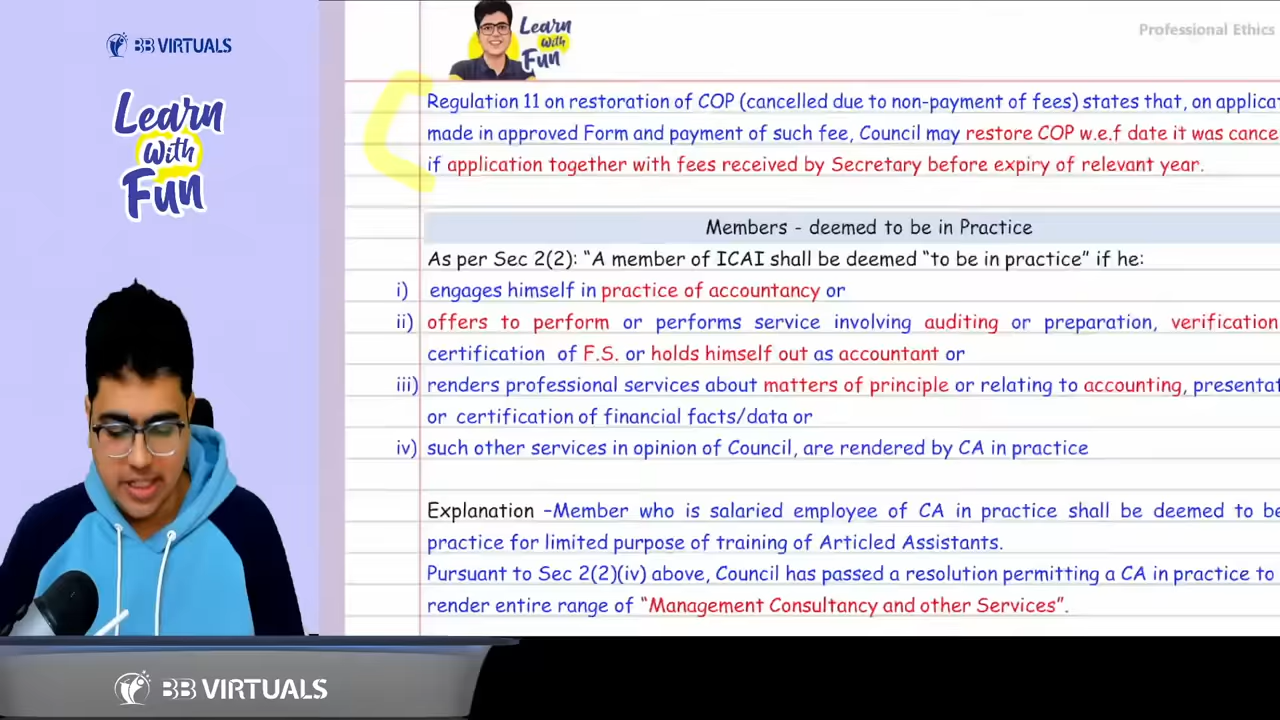 BB VIRTUALS
Learn
With
Fun
Learn
With
Fun
Professional Ethics
Regulation 11 on restoration of COP (cancelled due to non-payment of fees) states that, on applicat
made in approved Form and payment of such fee, Council may restore COP w.e.f date it was cance
if application together with fees received by Secretary before expiry of relevant year.
Members - deemed to be in Practice
As per Sec 2(2): “A member of ICAI shall be deemed “to be in practice” if he:
i) engages himself in practice of accountancy or
ii) offers to perform or performs service involving auditing or preparation, verification
certification of F.S. or holds himself out as accountant or
iii) renders professional services about matters of principle or relating to accounting, presentat
or certification of financial facts/data or
iv) such other services in opinion of Council, are rendered by CA in practice
Explanation –Member who is salaried employee of CA in practice shall be deemed to be
practice for limited purpose of training of Articled Assistants.
Pursuant to Sec 2(2)(iv) above, Council has passed a resolution permitting a CA in practice to
render entire range of “Management Consultancy and other Services”.
BB VIRTUALS